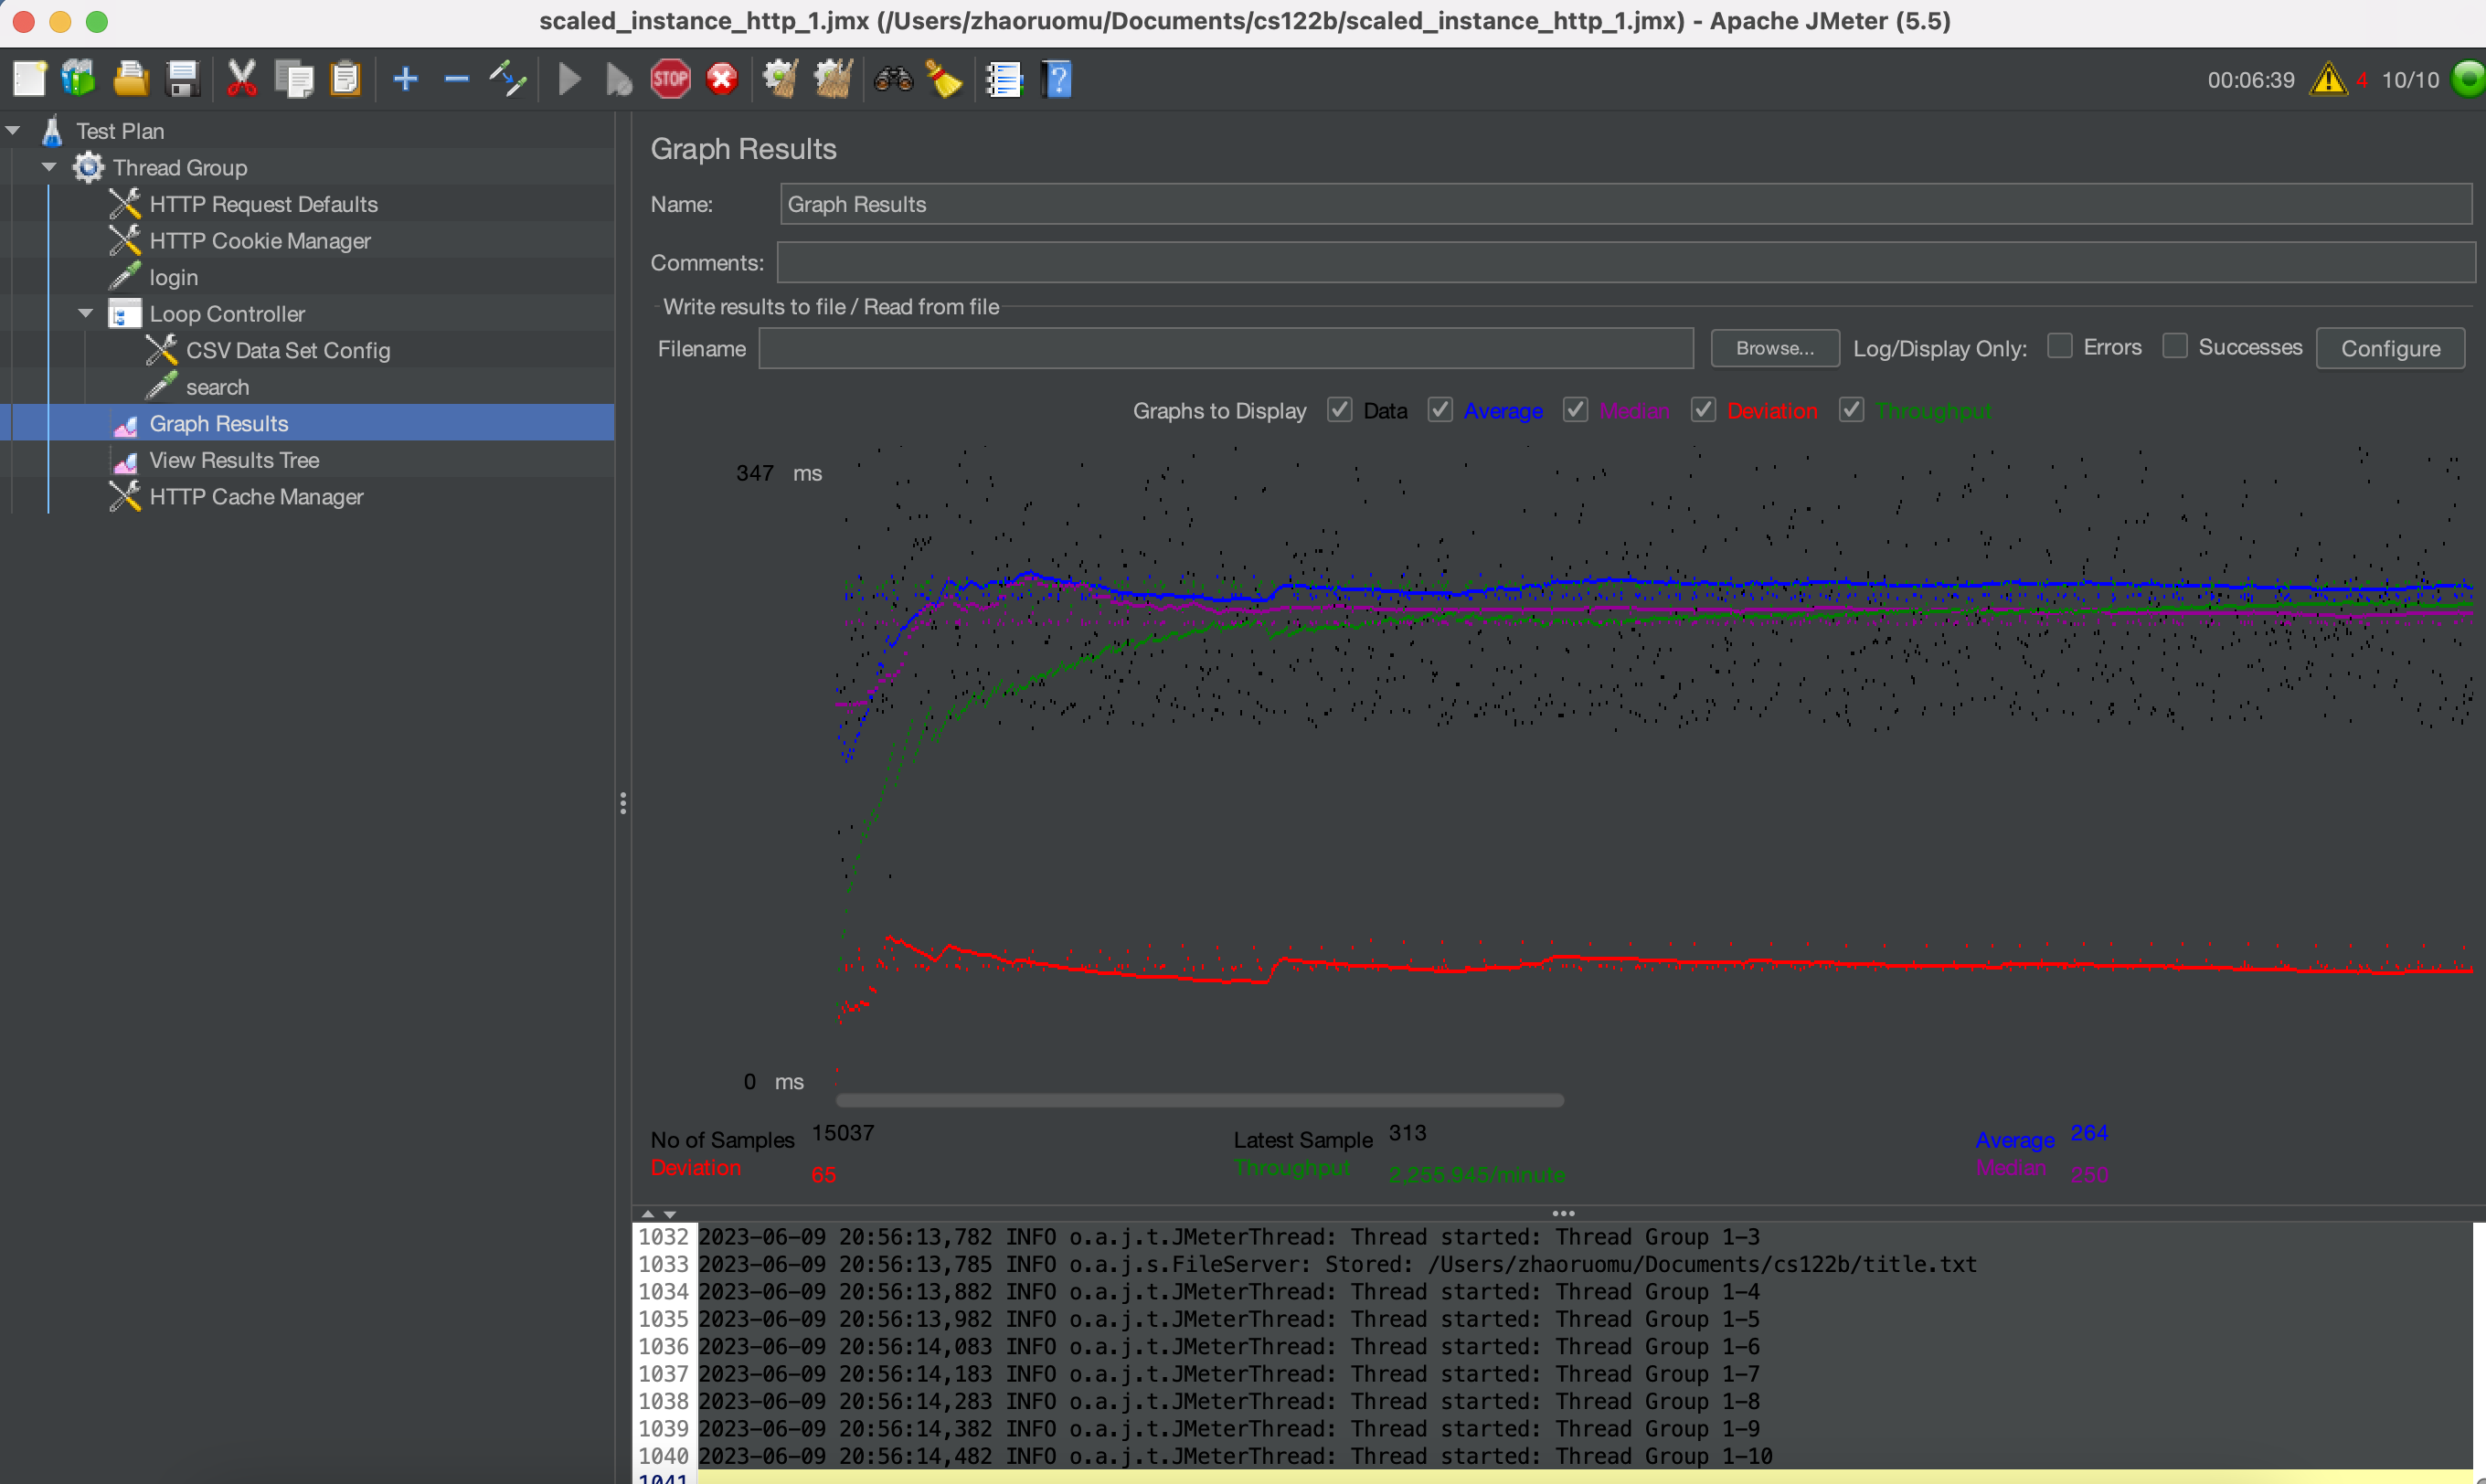 scaled_instance_http_1.jmx (/Users/zhaoruomu/Documents/cs122b/scaled_instance_http_1.jmx) - Apache JMeter (5.5)
STOP
?
00:06:39 4 10/10
Test Plan
Thread Group
HTTP Request Defaults
HTTP Cookie Manager
login
Loop Controller
CSV Data Set Config
search
Graph Results
View Results Tree
HTTP Cache Manager
Graph Results
Name: Graph Results
Comments:
Write results to file / Read from file
Filename Browse... Log/Display Only: Errors Successes Configure
Graphs to Display Data Average Median Deviation Throughput
347 ms
0 ms
No of Samples 15037 Latest Sample 313 Average 264
Deviation 65 Throughput 2,255.945/minute Median 250
1032 2023-06-09 20:56:13,782 INFO o.a.j.t.JMeterThread: Thread started: Thread Group 1-3
1033 2023-06-09 20:56:13,785 INFO o.a.j.s.FileServer: Stored: /Users/zhaoruomu/Documents/cs122b/title.txt
1034 2023-06-09 20:56:13,882 INFO o.a.j.t.JMeterThread: Thread started: Thread Group 1-4
1035 2023-06-09 20:56:13,982 INFO o.a.j.t.JMeterThread: Thread started: Thread Group 1-5
1036 2023-06-09 20:56:14,083 INFO o.a.j.t.JMeterThread: Thread started: Thread Group 1-6
1037 2023-06-09 20:56:14,183 INFO o.a.j.t.JMeterThread: Thread started: Thread Group 1-7
1038 2023-06-09 20:56:14,283 INFO o.a.j.t.JMeterThread: Thread started: Thread Group 1-8
1039 2023-06-09 20:56:14,382 INFO o.a.j.t.JMeterThread: Thread started: Thread Group 1-9
1040 2023-06-09 20:56:14,482 INFO o.a.j.t.JMeterThread: Thread started: Thread Group 1-10
1041